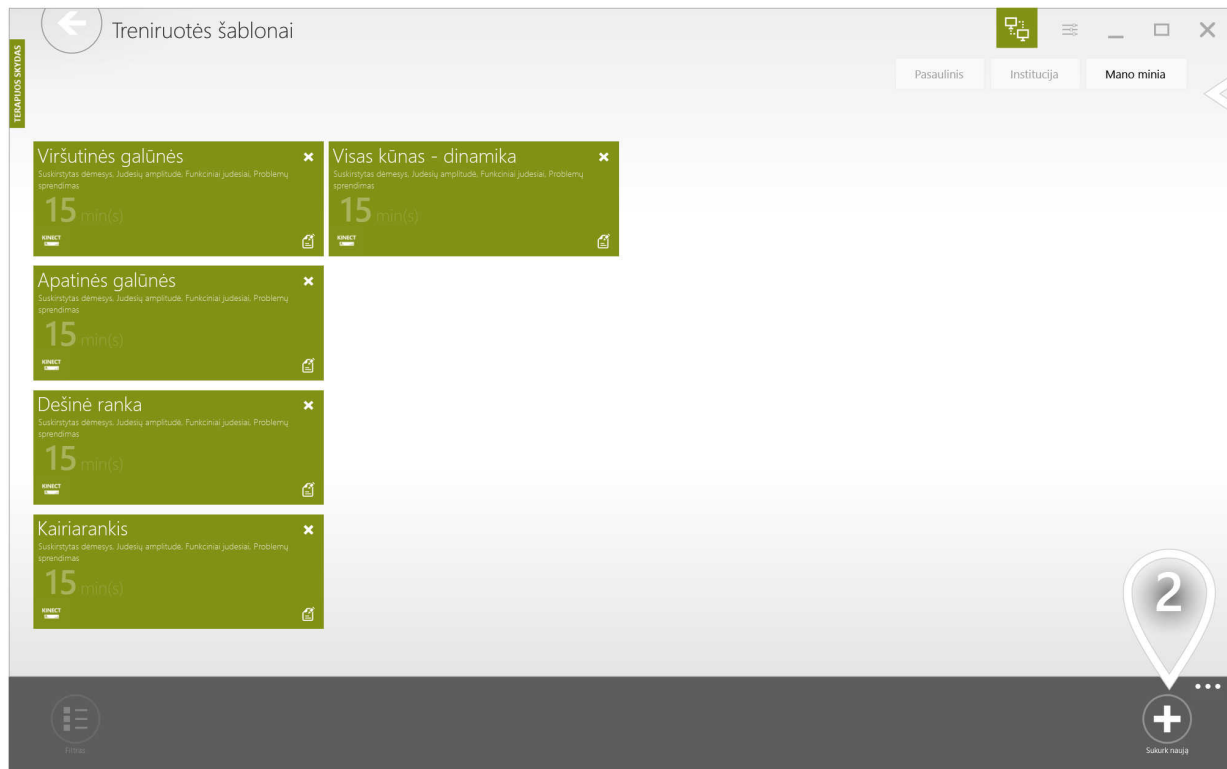 Treniruotės šablonai
TERAPIJOS SKYDAS
Pasaulinis
Institucija
Mano minia
Viršutinės galūnės
Suskirstytas dėmesys, Judesių amplitudė, Funkciniai judesiai, Problemų
sprendimas
15 min(s)
KINECT
Visas kūnas - dinamika
Suskirstytas dėmesys, Judesių amplitudė, Funkciniai judesiai, Problemų
sprendimas
15 min(s)
KINECT
Apatinės galūnės
Suskirstytas dėmesys, Judesių amplitudė, Funkciniai judesiai, Problemų
sprendimas
15 min(s)
KINECT
Dešinė ranka
Suskirstytas dėmesys, Judesių amplitudė, Funkciniai judesiai, Problemų
sprendimas
15 min(s)
KINECT
Kairiarankis
Suskirstytas dėmesys, Judesių amplitudė, Funkciniai judesiai, Problemų
sprendimas
15 min(s)
KINECT
2
Filtras
Sukurk naują